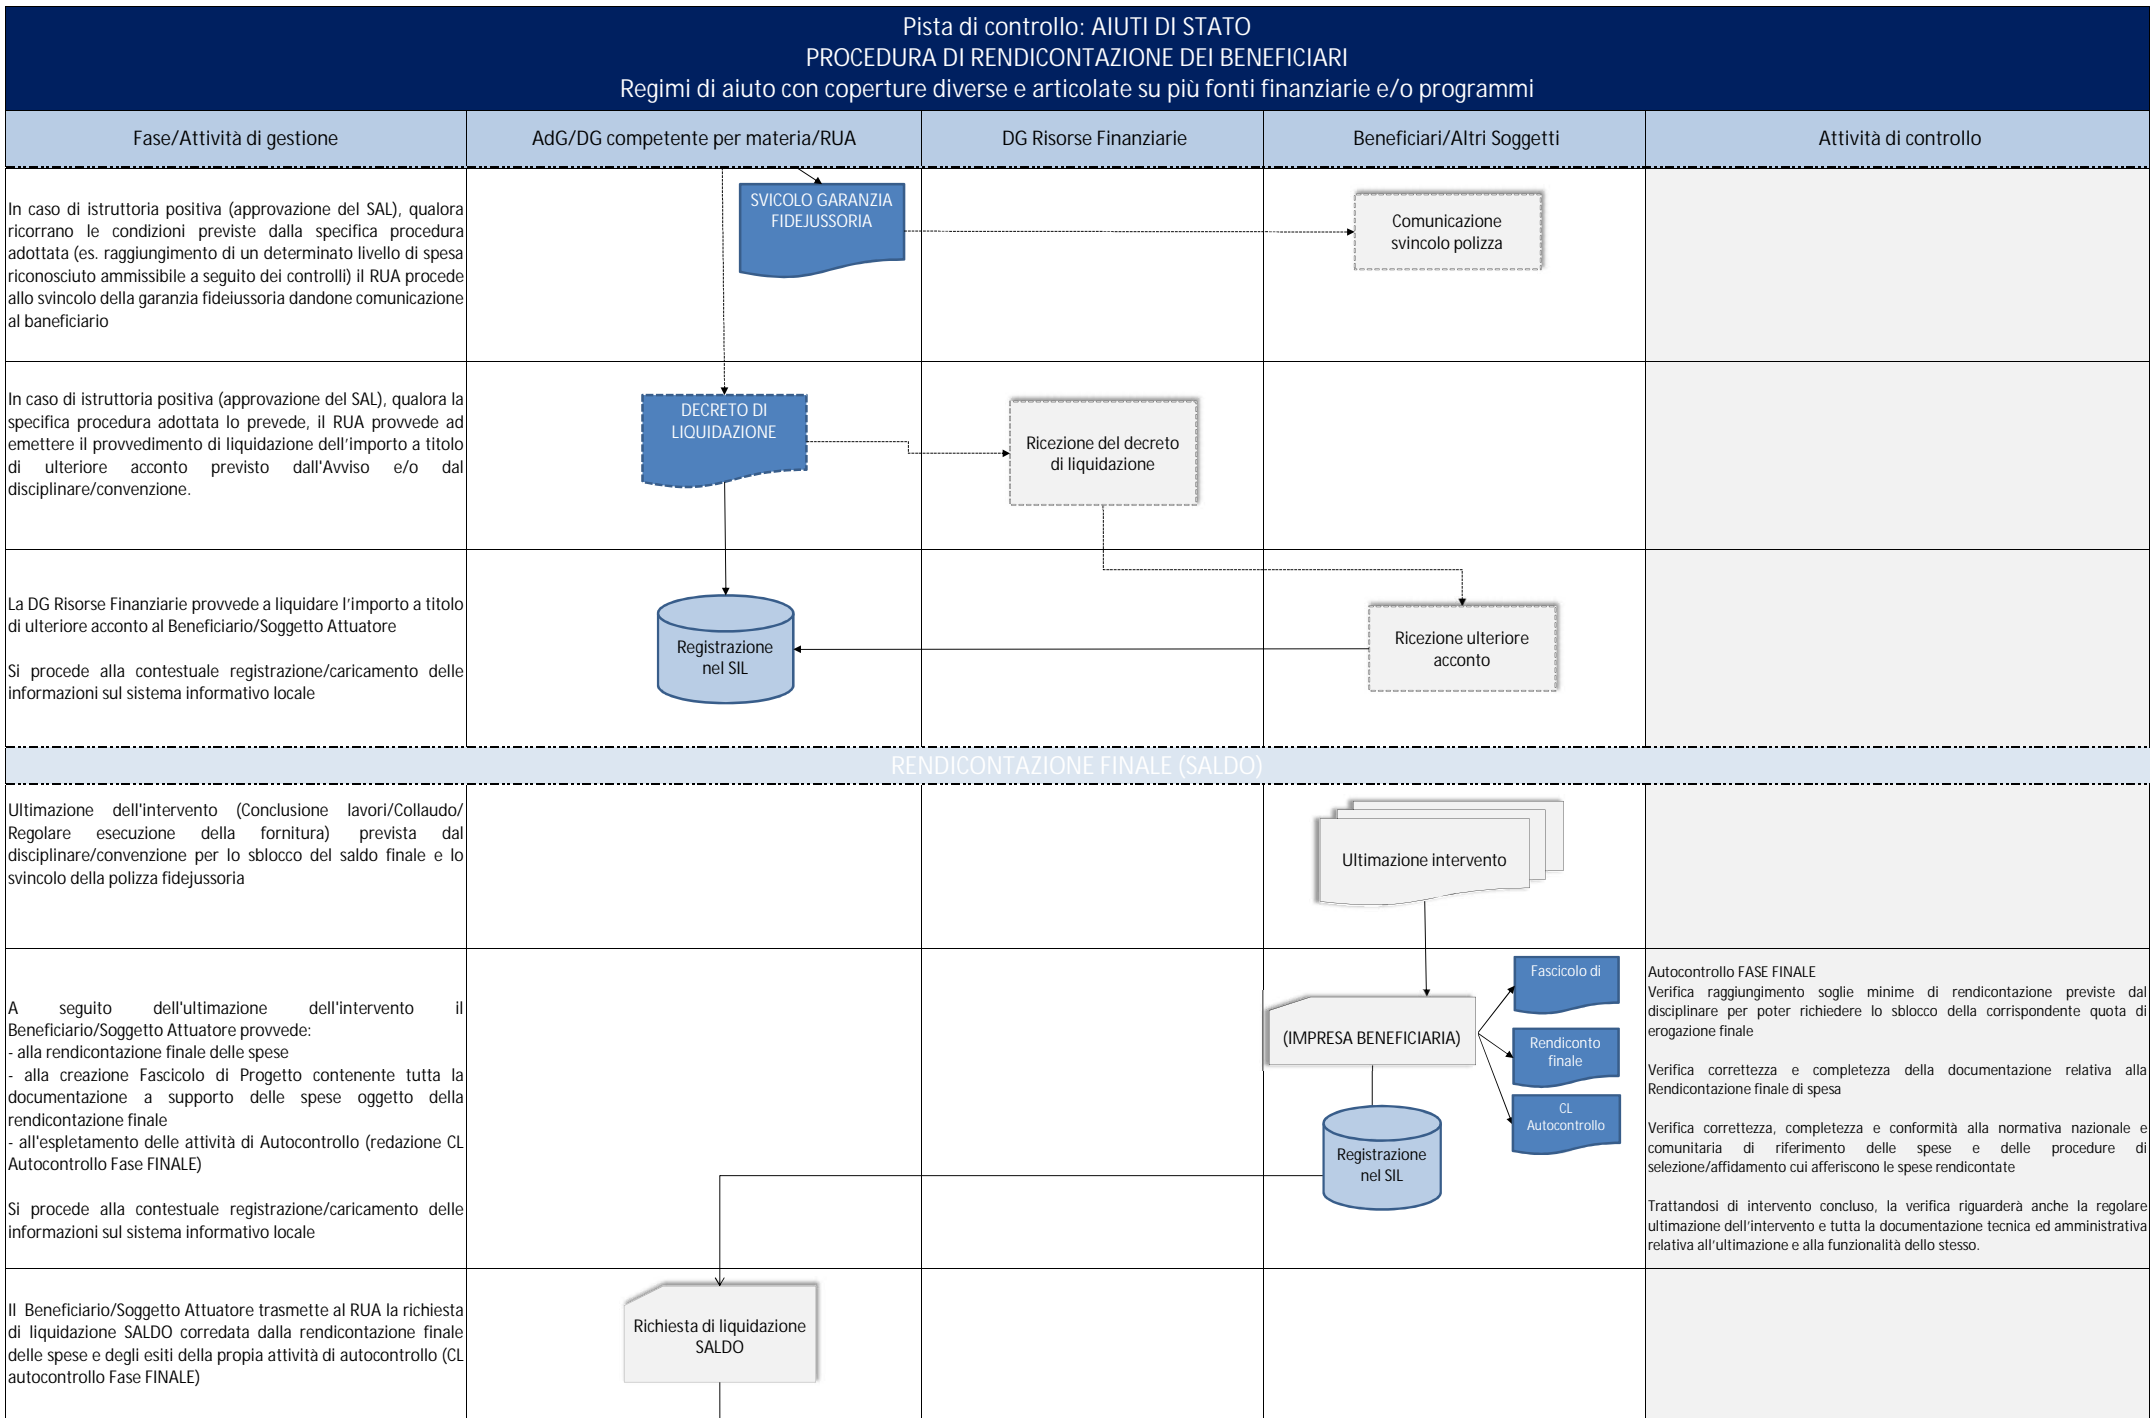 Pista di controllo: AIUTI DI STATO
PROCEDURA DI RENDICONTAZIONE DEI BENEFICIARI
Regimi di aiuto con coperture diverse e articolate su più fonti finanziarie e/o programmi
Fase/Attività di gestione
AdG/DG competente per materia/RUA
DG Risorse Finanziarie
Beneficiari/Altri Soggetti
Attività di controllo
In caso di istruttoria positiva (approvazione del SAL), qualora
ricorrano le condizioni previste dalla specifica procedura
adottata (es. raggiungimento di un determinato livello di spesa
riconosciuto ammissibile a seguito dei controlli) il RUA procede
allo svincolo della garanzia fideiussoria dandone comunicazione
al baneficiario
SVICOLO GARANZIA
FIDEJUSSORIA
Comunicazione
svincolo polizza
In caso di istruttoria positiva (approvazione del SAL), qualora la
specifica procedura adottata lo prevede, il RUA provvede ad
emettere il provvedimento di liquidazione dell'importo a titolo
di ulteriore acconto previsto dall'Avviso e/o dal
disciplinare/convenzione.
DECRETO DI
LIQUIDAZIONE
Ricezione del decreto
di liquidazione
La DG Risorse Finanziarie provvede a liquidare l'importo a titolo
di ulteriore acconto al Beneficiario/Soggetto Attuatore
Si procede alla contestuale registrazione/caricamento delle
informazioni sul sistema informativo locale
Registrazione
nel SIL
Ricezione ulteriore
acconto
RENDICONTAZIONE FINALE (SALDO)
Ultimazione dell'intervento (Conclusione lavori/Collaudo/
Regolare esecuzione della fornitura) prevista dal
disciplinare/convenzione per lo sblocco del saldo finale e lo
svincolo della polizza fidejussoria
Ultimazione intervento
A seguito dell'ultimazione dell'intervento il
Beneficiario/Soggetto Attuatore provvede:
- alla rendicontazione finale delle spese
- alla creazione Fascicolo di Progetto contenente tutta la
documentazione a supporto delle spese oggetto della
rendicontazione finale
- all'espletamento delle attività di Autocontrollo (redazione CL
Autocontrollo Fase FINALE)
Si procede alla contestuale registrazione/caricamento delle
informazioni sul sistema informativo locale
(IMPRESA BENEFICIARIA)
Fascicolo di
Rendiconto
finale
CL
Autocontrollo
Registrazione
nel SIL
Autocontrollo FASE FINALE
Verifica raggiungimento soglie minime di rendicontazione previste dal
disciplinare per poter richiedere lo sblocco della corrispondente quota di
erogazione finale
Verifica correttezza e completezza della documentazione relativa alla
Rendicontazione finale di spesa
Verifica correttezza, completezza e conformità alla normativa nazionale e
comunitaria di riferimento delle spese e delle procedure di
selezione/affidamento cui afferiscono le spese rendicontate
Trattandosi di intervento concluso, la verifica riguarderà anche la regolare
ultimazione dell'intervento e tutta la documentazione tecnica ed amministrativa
relativa all'ultimazione e alla funzionalità dello stesso.
Il Beneficiario/Soggetto Attuatore trasmette al RUA la richiesta
di liquidazione SALDO corredata dalla rendicontazione finale
delle spese e degli esiti della propria attività di autocontrollo (CL
autocontrollo Fase FINALE)
Richiesta di liquidazione
SALDO